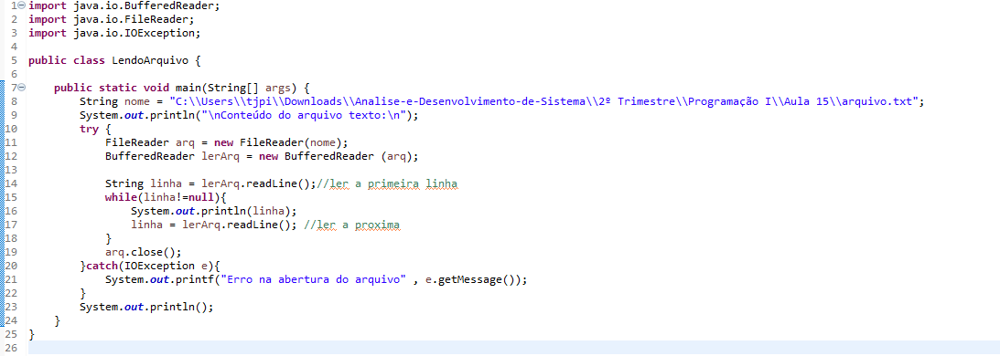 1 import java.io.BufferedReader;
2 import java.io.FileReader;
3 import java.io.IOException;
4
5 public class LendoArquivo {
6
7     public static void main(String[] args) {
8         String nome = "C:\\Users\\tjpi\\Downloads\\Analise-e-Desenvolvimento-de-Sistema\\2º Trimestre\\Programação I\\Aula 15\\arquivo.txt";
9         System.out.println("\nConteúdo do arquivo texto:\n");
10         try {
11             FileReader arq = new FileReader(nome);
12             BufferedReader lerArq = new BufferedReader (arq);
13
14             String linha = lerArq.readLine();//ler a primeira linha
15             while(linha!=null){
16                 System.out.println(linha);
17                 linha = lerArq.readLine(); //ler a proxima
18             }
19             arq.close();
20         }catch(IOException e){
21             System.out.printf("Erro na abertura do arquivo" , e.getMessage());
22         }
23         System.out.println();
24     }
25 }
26